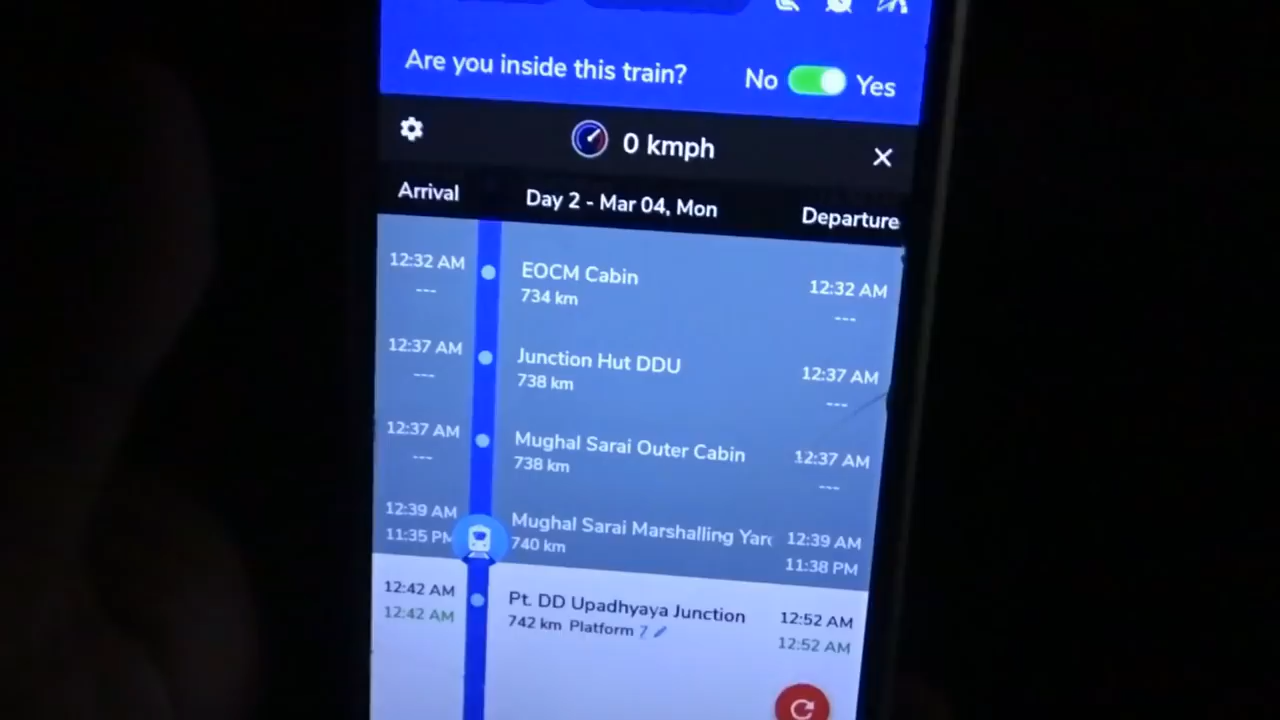 Are you inside this train? No Yes
0 kmph
Arrival Day 2 - Mar 04, Mon Departure
12:32 AM EOCM Cabin 12:32 AM
--- 734 km ---
12:37 AM Junction Hut DDU 12:37 AM
--- 738 km ---
12:37 AM Mughal Sarai Outer Cabin 12:37 AM
--- 738 km ---
12:39 AM Mughal Sarai Marshalling Yar 12:39 AM
11:35 PM 740 km 11:38 PM
12:42 AM Pt. DD Upadhyaya Junction 12:52 AM
12:42 AM 742 km Platform 7 12:52 AM